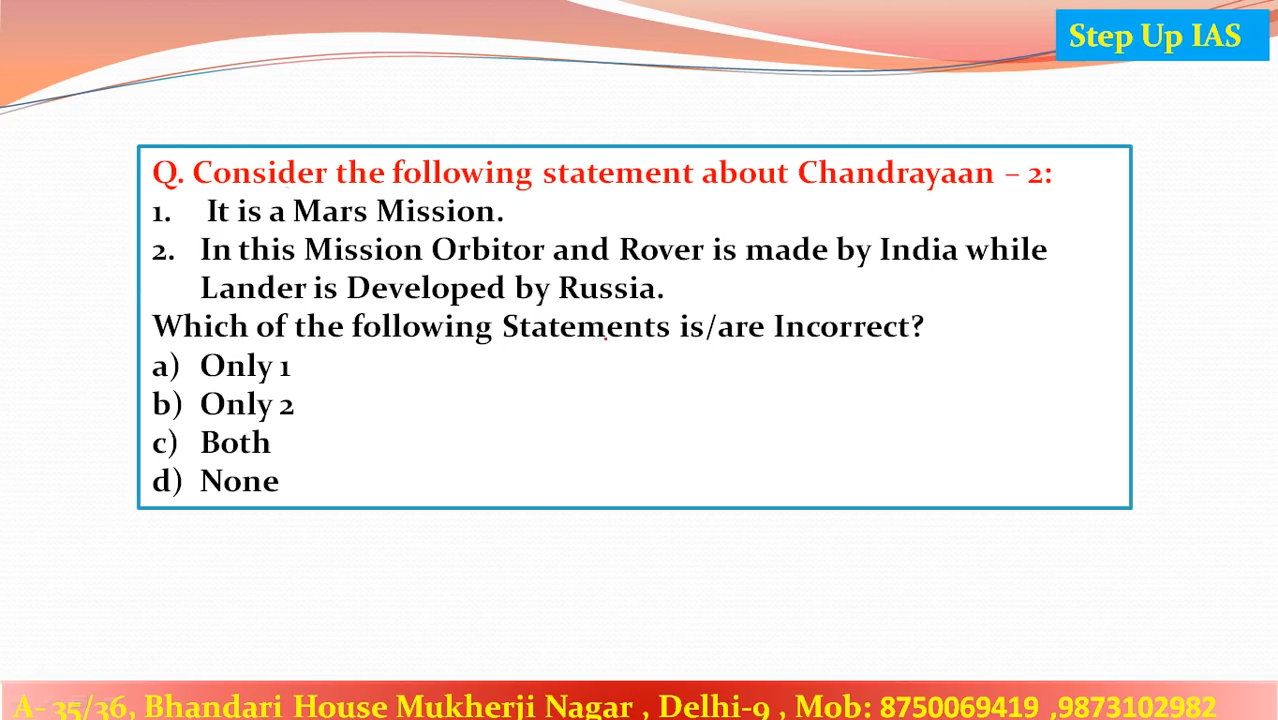 Step Up IAS
Q. Consider the following statement about Chandrayaan – 2:
1. It is a Mars Mission.
2. In this Mission Orbitor and Rover is made by India while
Lander is Developed by Russia.
Which of the following Statements is/are Incorrect?
a) Only 1
b) Only 2
c) Both
d) None
A- 35/36, Bhandari House Mukherji Nagar , Delhi-9 , Mob: 8750069419 ,9873102982